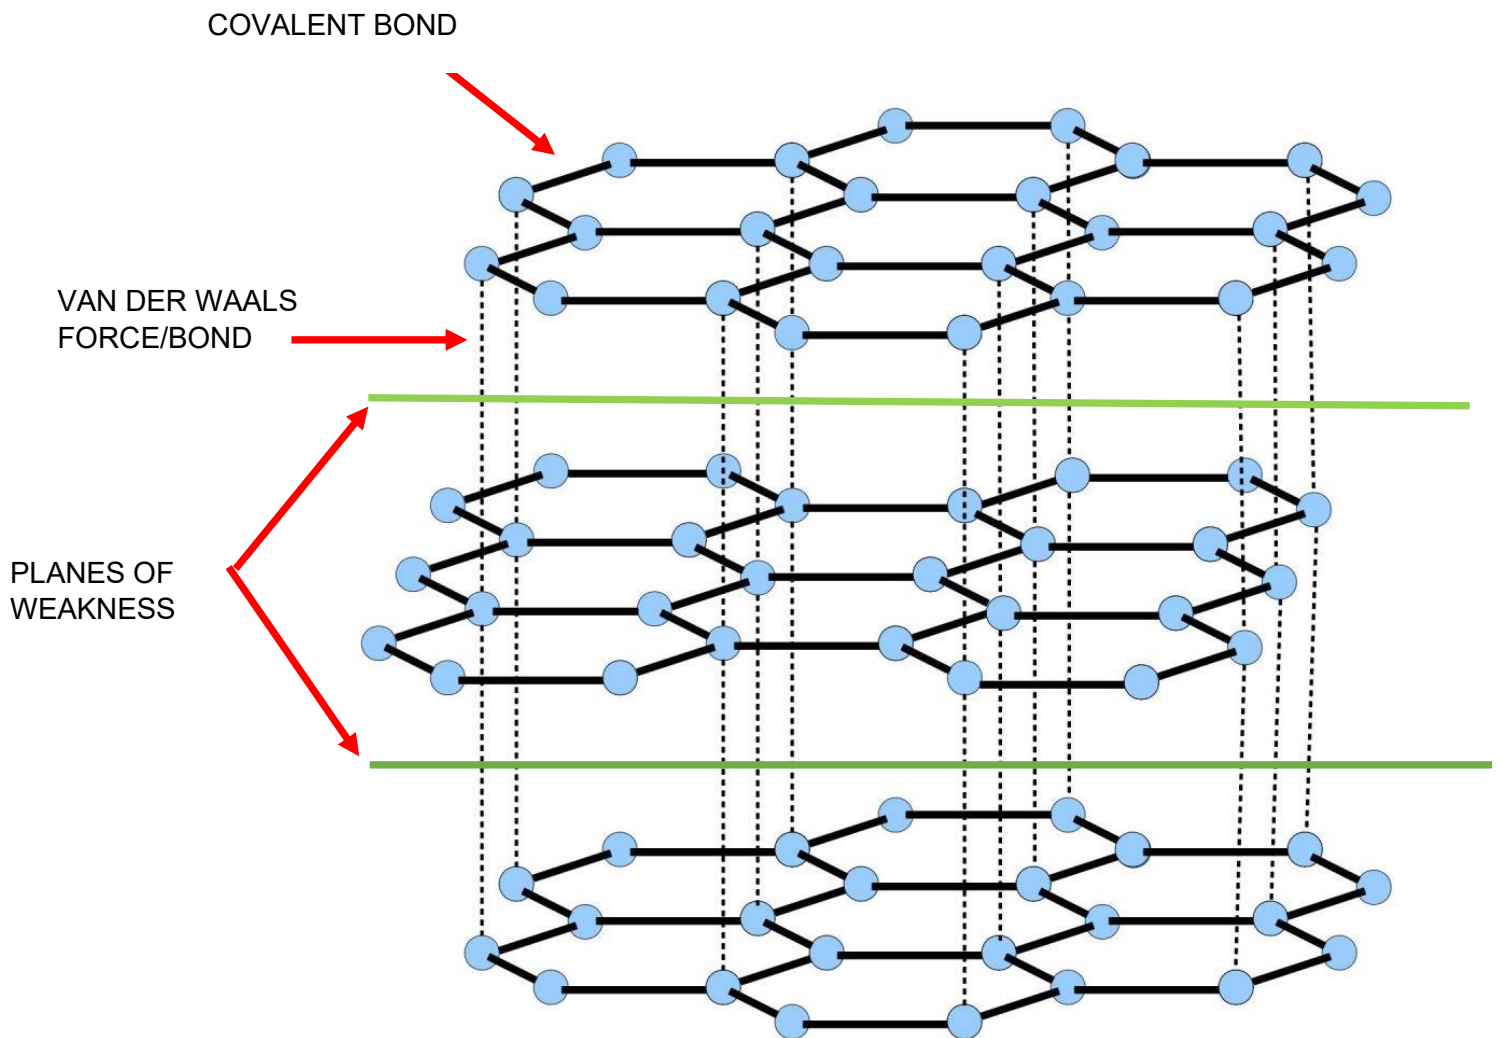 COVALENT BOND
VAN DER WAALS
FORCE/BOND
PLANES OF
WEAKNESS